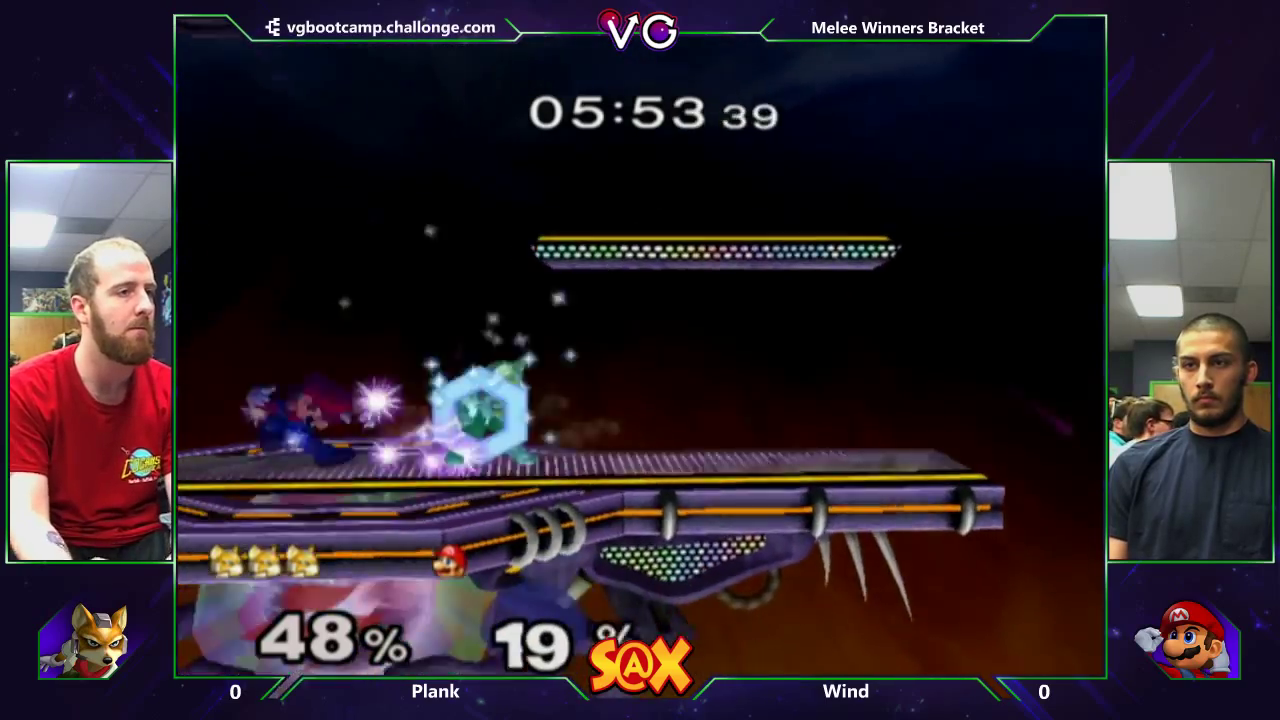 vgbootcamp.challonge.com
VG
Melee Winners Bracket
05:53 39
48%
19 %
S@X
0
Plank
Wind
0